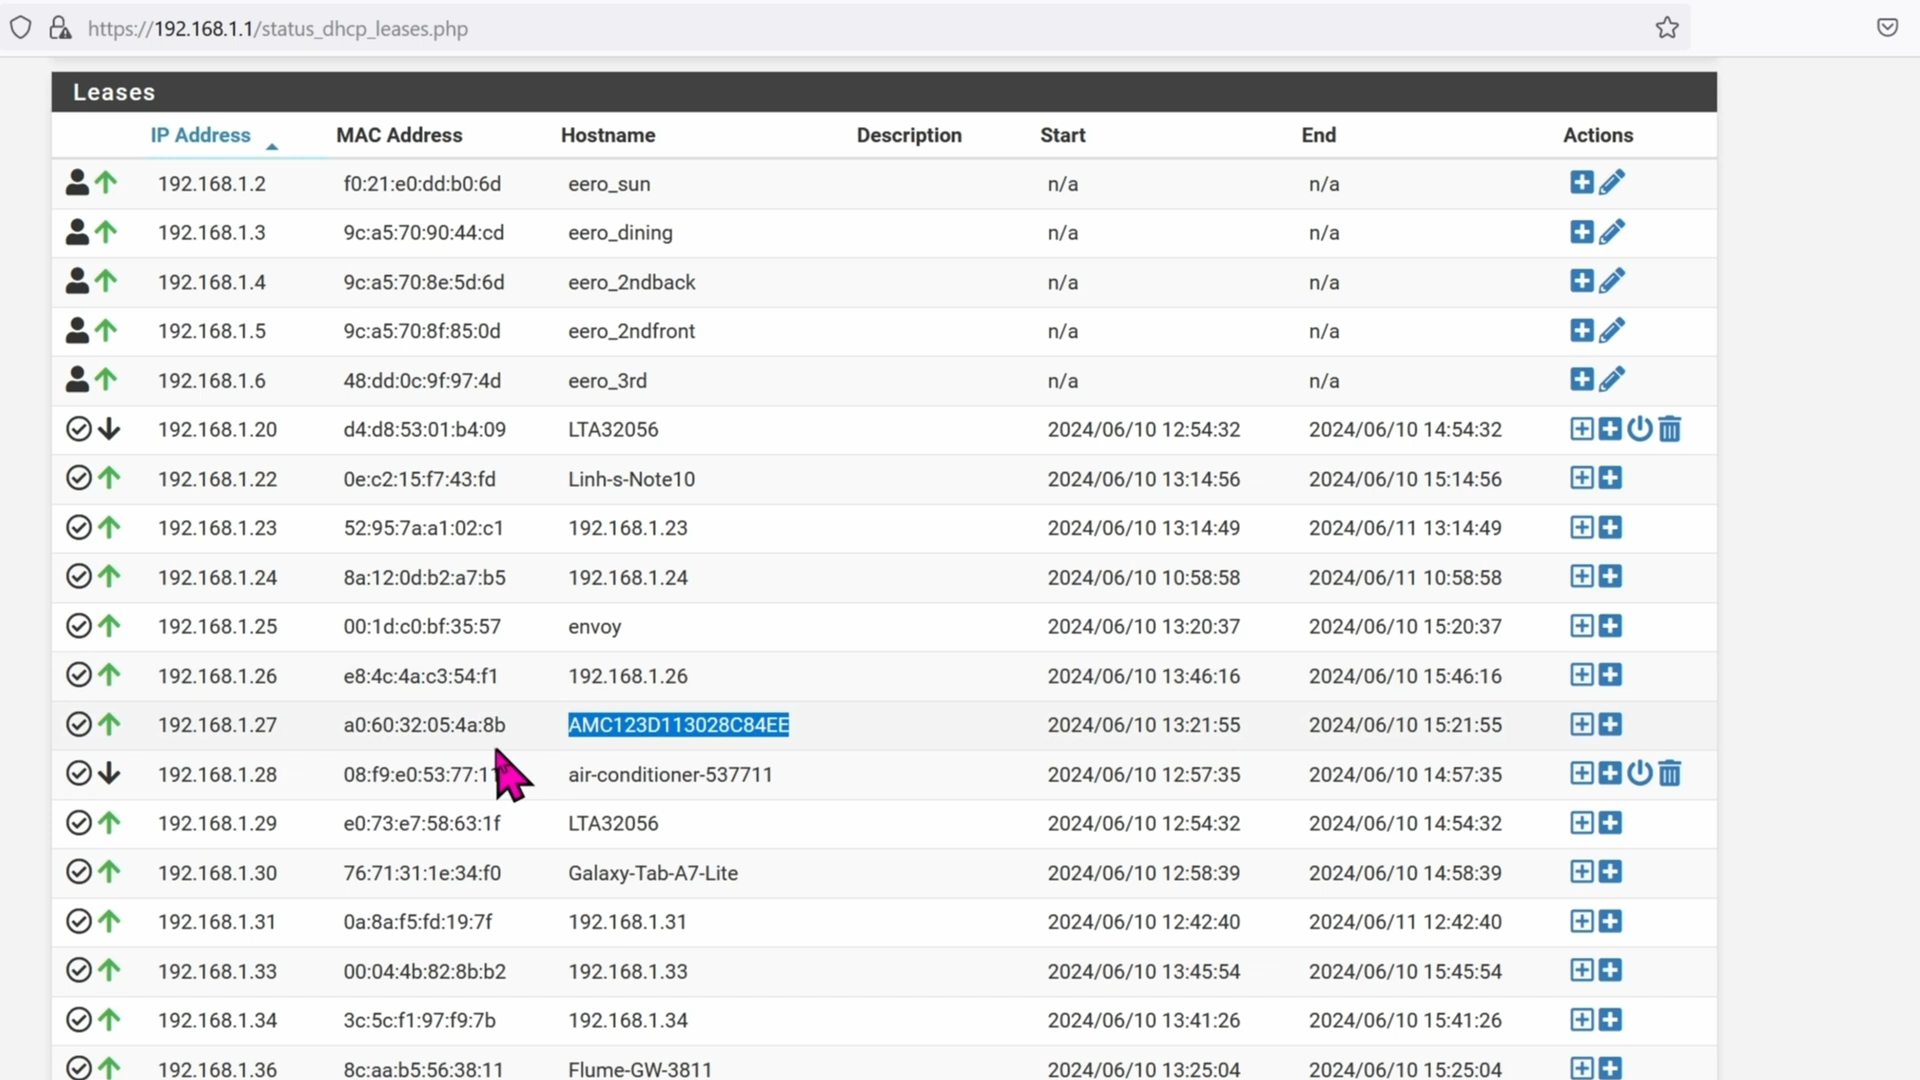 https://192.168.1.1/status_dhcp_leases.php
Leases
IP Address MAC Address Hostname Description Start End Actions
192.168.1.2 f0:21:e0:dd:b0:6d eero_sun n/a n/a
192.168.1.3 9c:a5:70:90:44:cd eero_dining n/a n/a
192.168.1.4 9c:a5:70:8e:5d:6d eero_2ndback n/a n/a
192.168.1.5 9c:a5:70:8f:85:0d eero_2ndfront n/a n/a
192.168.1.6 48:dd:0c:9f:97:4d eero_3rd n/a n/a
192.168.1.20 d4:d8:53:01:b4:09 LTA32056 2024/06/10 12:54:32 2024/06/10 14:54:32
192.168.1.22 0e:c2:15:f7:43:fd Linh-s-Note10 2024/06/10 13:14:56 2024/06/10 15:14:56
192.168.1.23 52:95:7a:a1:02:c1 192.168.1.23 2024/06/10 13:14:49 2024/06/11 13:14:49
192.168.1.24 8a:12:0d:b2:a7:b5 192.168.1.24 2024/06/10 10:58:58 2024/06/11 10:58:58
192.168.1.25 00:1d:c0:bf:35:57 envoy 2024/06/10 13:20:37 2024/06/10 15:20:37
192.168.1.26 e8:4c:4a:c3:54:f1 192.168.1.26 2024/06/10 13:46:16 2024/06/10 15:46:16
192.168.1.27 a0:60:32:05:4a:8b AMC123D113028C84EE 2024/06/10 13:21:55 2024/06/10 15:21:55
192.168.1.28 08:f9:e0:53:77:1 air-conditioner-537711 2024/06/10 12:57:35 2024/06/10 14:57:35
192.168.1.29 e0:73:e7:58:63:1f LTA32056 2024/06/10 12:54:32 2024/06/10 14:54:32
192.168.1.30 76:71:31:1e:34:f0 Galaxy-Tab-A7-Lite 2024/06/10 12:58:39 2024/06/10 14:58:39
192.168.1.31 0a:8a:f5:fd:19:7f 192.168.1.31 2024/06/10 12:42:40 2024/06/11 12:42:40
192.168.1.33 00:04:4b:82:8b:b2 192.168.1.33 2024/06/10 13:45:54 2024/06/10 15:45:54
192.168.1.34 3c:5c:f1:97:f9:7b 192.168.1.34 2024/06/10 13:41:26 2024/06/10 15:41:26
192.168.1.36 8c:aa:b5:56:38:11 Flume-GW-3811 2024/06/10 13:25:04 2024/06/10 15:25:04